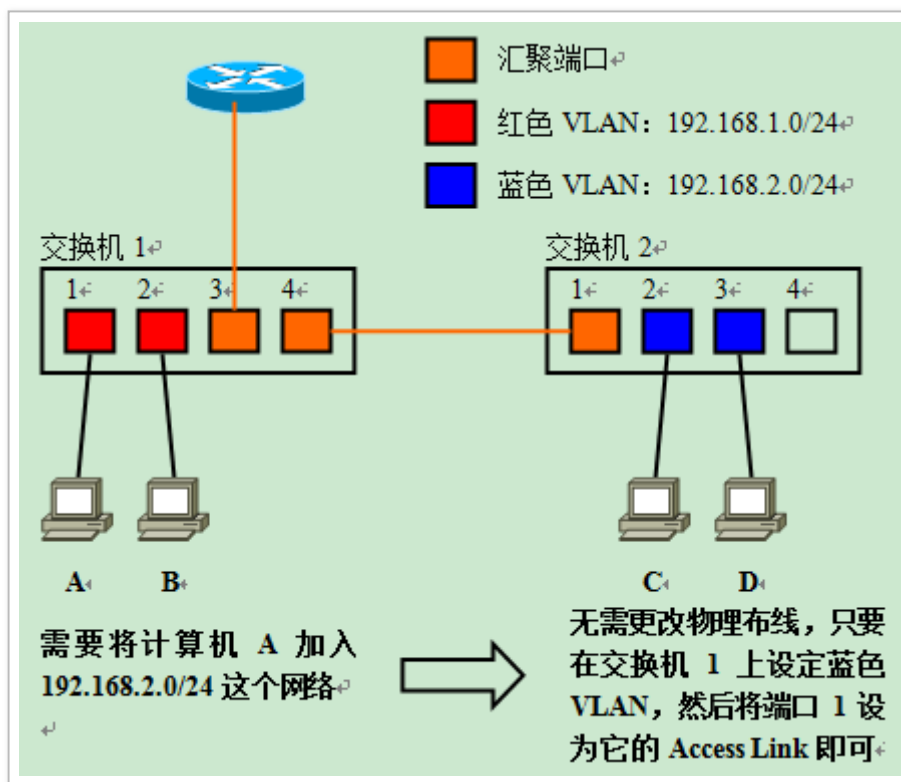 汇聚端口
红色 VLAN：192.168.1.0/24
蓝色 VLAN：192.168.2.0/24
交换机 1
1 2 3 4
交换机 2
1 2 3 4
A B
C D
需要将计算机 A 加入
192.168.2.0/24 这个网络
无需更改物理布线，只要
在交换机 1 上设定蓝色
VLAN，然后将端口 1 设
为它的 Access Link 即可